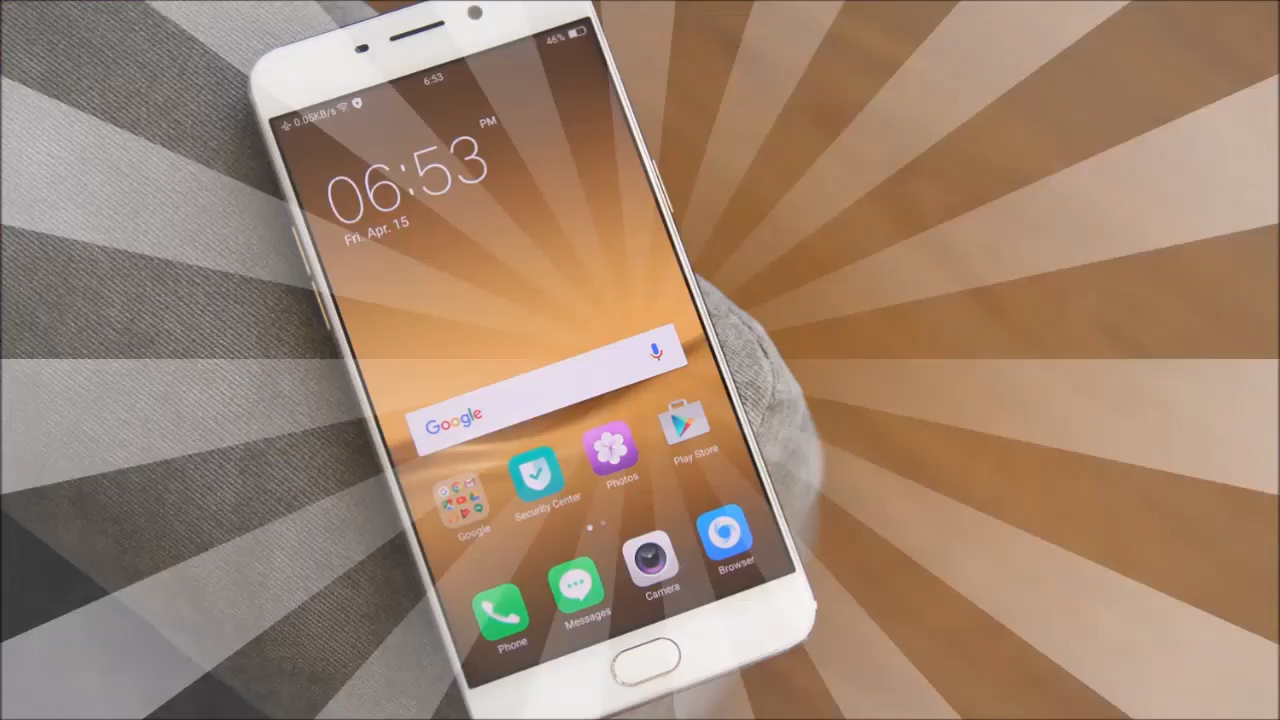 0.05KB/s
6:53
46%
06:53 PM
Fri. Apr. 15
Google
Google
Security Center
Photos
Play Store
Phone
Messages
Camera
Browser